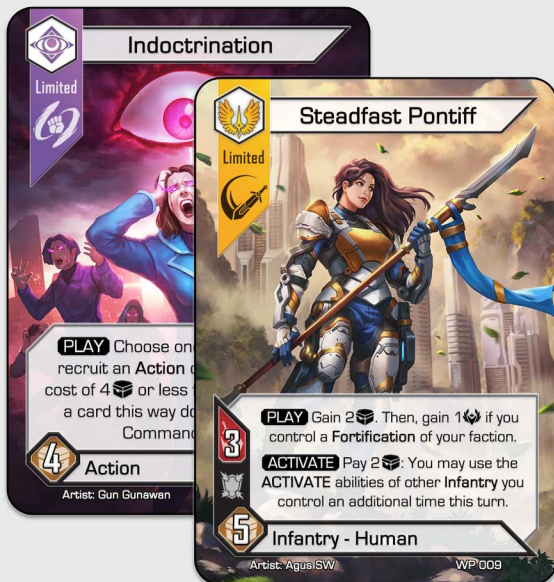 Indoctrination
Limited
PLAY Choose one
recruit an Action
cost of 4 or less
a card this way do
Comman
4
Action
Artist: Gun Gunawan
Steadfast Pontiff
Limited
3
PLAY Gain 2. Then, gain 1 if you
control a Fortification of your faction.
ACTIVATE Pay 2: You may use the
ACTIVATE abilities of other Infantry you
control an additional time this turn.
5
Infantry - Human
Artist: Agus SW
WP 009